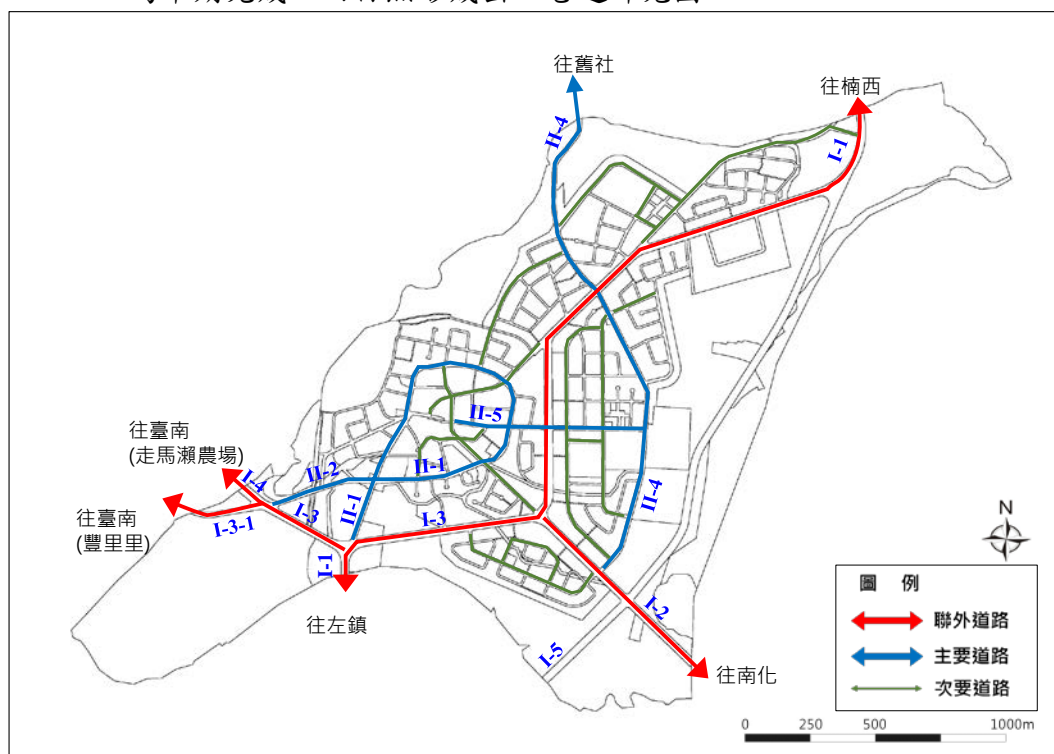 往舊社
往楠西
II-4
I-1
II-5
往臺南
(走馬瀨農場)
I-4
II-2
II-1
II-1
II-4
往臺南
(豐里里)
I-3-1
I-3
I-3
I-1
往左鎮
I-2
I-5
往南化
N
圖 例
聯外道路
主要道路
次要道路
0 250 500 1000m